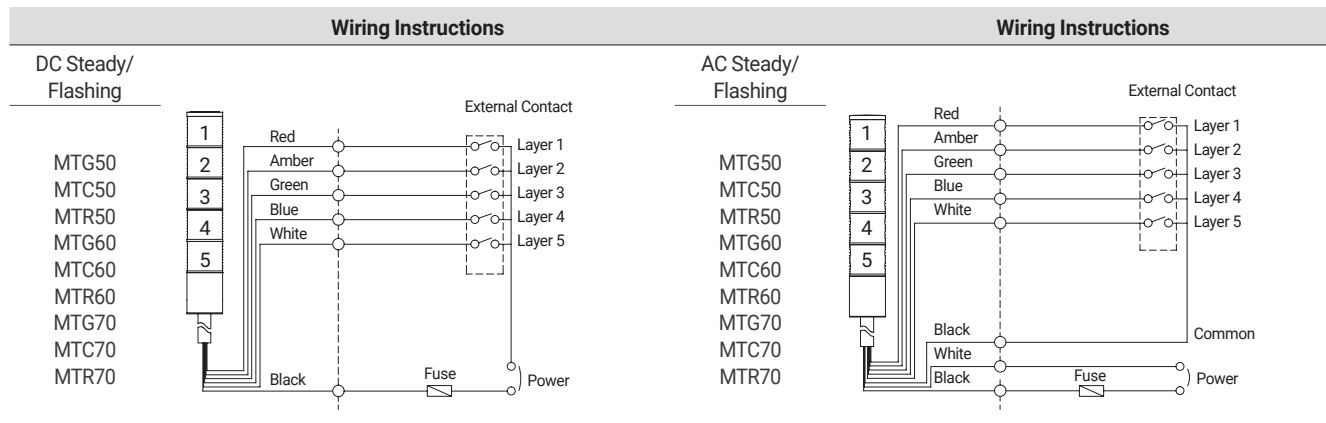 Wiring Instructions
DC Steady/
Flashing
MTG50
MTC50
MTR50
MTG60
MTC60
MTR60
MTG70
MTC70
MTR70
1
2
3
4
5
Red
Amber
Green
Blue
White
Black
External Contact
Layer 1
Layer 2
Layer 3
Layer 4
Layer 5
Fuse
Power
Wiring Instructions
AC Steady/
Flashing
MTG50
MTC50
MTR50
MTG60
MTC60
MTR60
MTG70
MTC70
MTR70
1
2
3
4
5
Red
Amber
Green
Blue
White
External Contact
Layer 1
Layer 2
Layer 3
Layer 4
Layer 5
Black
Common
White
Black
Fuse
Power